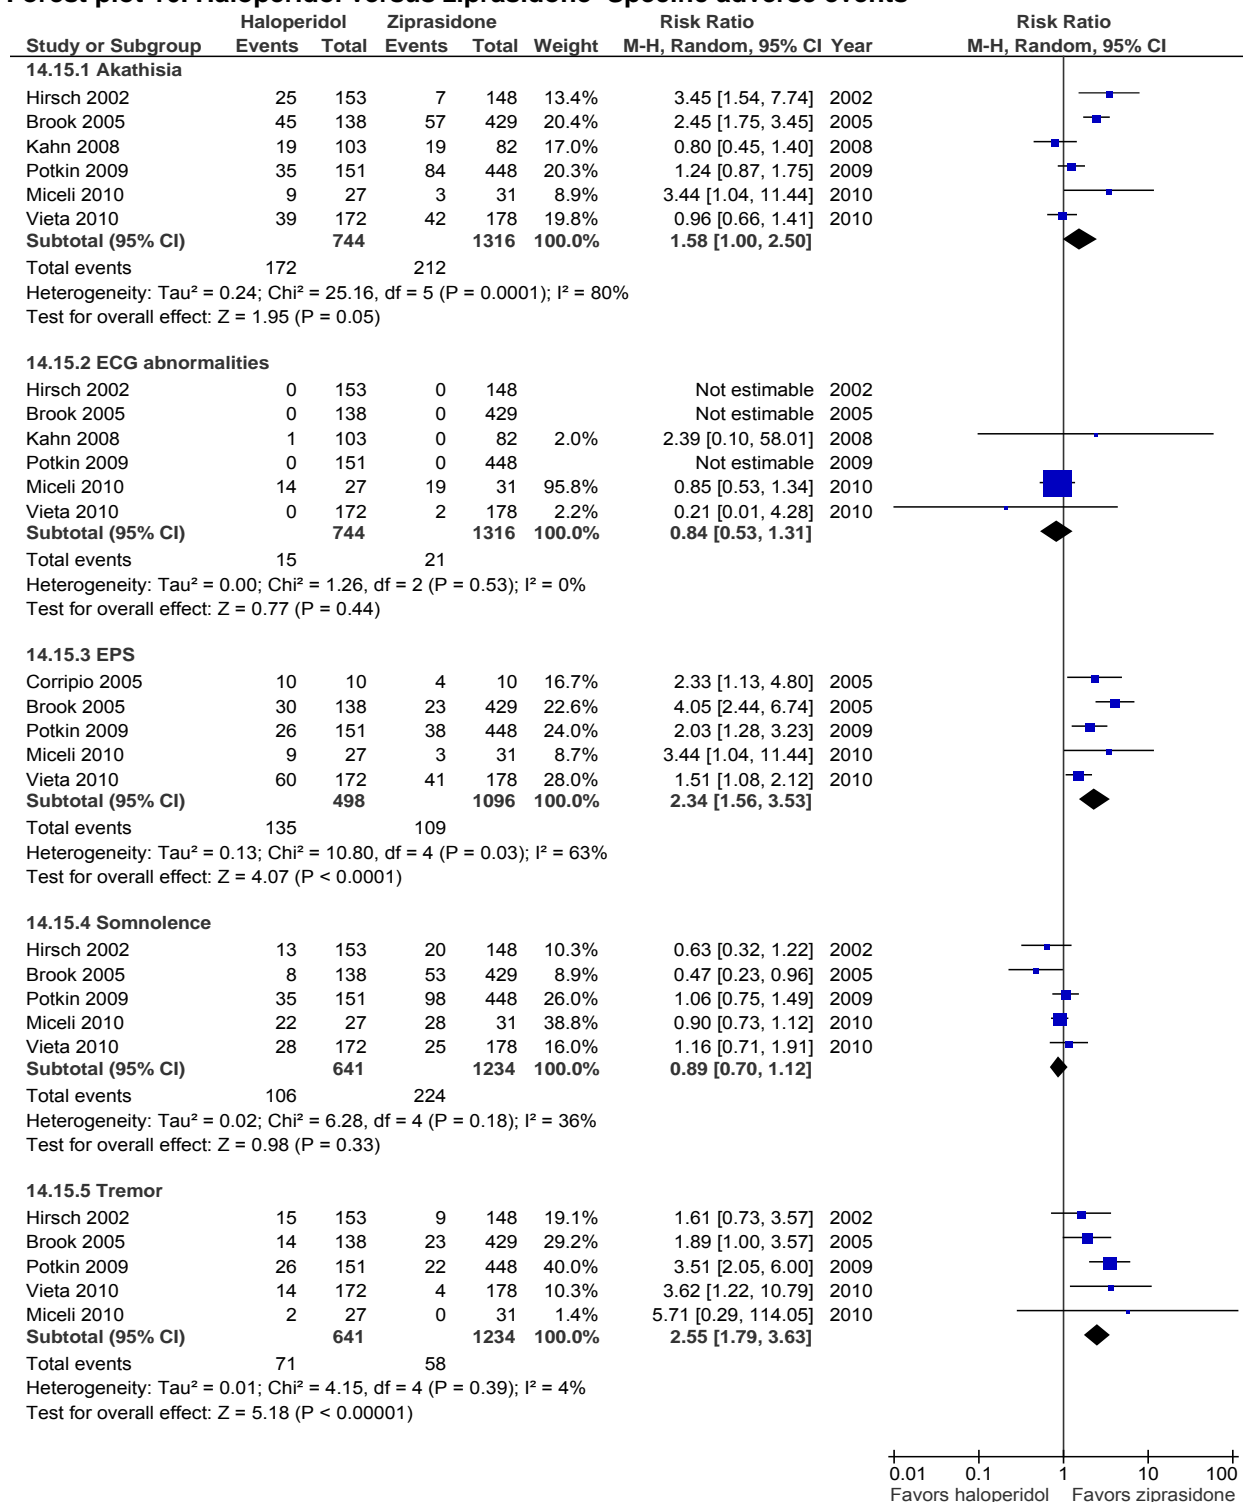 Forest plot 16. Haloperidol versus ziprasidone- Specific adverse events
Haloperidol Ziprasidone Risk Ratio Risk Ratio
Study or Subgroup Events Total Events Total Weight M-H, Random, 95% CI Year M-H, Random, 95% CI
14.15.1 Akathisia
Hirsch 2002 25 153 7 148 13.4% 3.45 [1.54, 7.74] 2002
Brook 2005 45 138 57 429 20.4% 2.45 [1.75, 3.45] 2005
Kahn 2008 19 103 19 82 17.0% 0.80 [0.45, 1.40] 2008
Potkin 2009 35 151 84 448 20.3% 1.24 [0.87, 1.75] 2009
Miceli 2010 9 27 3 31 8.9% 3.44 [1.04, 11.44] 2010
Vieta 2010 39 172 42 178 19.8% 0.96 [0.66, 1.41] 2010
Subtotal (95% CI) 744 1316 100.0% 1.58 [1.00, 2.50]
Total events 172 212
Heterogeneity: Tau² = 0.24; Chi² = 25.16, df = 5 (P = 0.0001); I² = 80%
Test for overall effect: Z = 1.95 (P = 0.05)
14.15.2 ECG abnormalities
Hirsch 2002 0 153 0 148 Not estimable 2002
Brook 2005 0 138 0 429 Not estimable 2005
Kahn 2008 1 103 0 82 2.0% 2.39 [0.10, 58.01] 2008
Potkin 2009 0 151 0 448 Not estimable 2009
Miceli 2010 14 27 19 31 95.8% 0.85 [0.53, 1.34] 2010
Vieta 2010 0 172 2 178 2.2% 0.21 [0.01, 4.28] 2010
Subtotal (95% CI) 744 1316 100.0% 0.84 [0.53, 1.31]
Total events 15 21
Heterogeneity: Tau² = 0.00; Chi² = 1.26, df = 2 (P = 0.53); I² = 0%
Test for overall effect: Z = 0.77 (P = 0.44)
14.15.3 EPS
Corripio 2005 10 10 4 10 16.7% 2.33 [1.13, 4.80] 2005
Brook 2005 30 138 23 429 22.6% 4.05 [2.44, 6.74] 2005
Potkin 2009 26 151 38 448 24.0% 2.03 [1.28, 3.23] 2009
Miceli 2010 9 27 3 31 8.7% 3.44 [1.04, 11.44] 2010
Vieta 2010 60 172 41 178 28.0% 1.51 [1.08, 2.12] 2010
Subtotal (95% CI) 498 1096 100.0% 2.34 [1.56, 3.53]
Total events 135 109
Heterogeneity: Tau² = 0.13; Chi² = 10.80, df = 4 (P = 0.03); I² = 63%
Test for overall effect: Z = 4.07 (P < 0.0001)
14.15.4 Somnolence
Hirsch 2002 13 153 20 148 10.3% 0.63 [0.32, 1.22] 2002
Brook 2005 8 138 53 429 8.9% 0.47 [0.23, 0.96] 2005
Potkin 2009 35 151 98 448 26.0% 1.06 [0.75, 1.49] 2009
Miceli 2010 22 27 28 31 38.8% 0.90 [0.73, 1.12] 2010
Vieta 2010 28 172 25 178 16.0% 1.16 [0.71, 1.91] 2010
Subtotal (95% CI) 641 1234 100.0% 0.89 [0.70, 1.12]
Total events 106 224
Heterogeneity: Tau² = 0.02; Chi² = 6.28, df = 4 (P = 0.18); I² = 36%
Test for overall effect: Z = 0.98 (P = 0.33)
14.15.5 Tremor
Hirsch 2002 15 153 9 148 19.1% 1.61 [0.73, 3.57] 2002
Brook 2005 14 138 23 429 29.2% 1.89 [1.00, 3.57] 2005
Potkin 2009 26 151 22 448 40.0% 3.51 [2.05, 6.00] 2009
Vieta 2010 14 172 4 178 10.3% 3.62 [1.22, 10.79] 2010
Miceli 2010 2 27 0 31 1.4% 5.71 [0.29, 114.05] 2010
Subtotal (95% CI) 641 1234 100.0% 2.55 [1.79, 3.63]
Total events 71 58
Heterogeneity: Tau² = 0.01; Chi² = 4.15, df = 4 (P = 0.39); I² = 4%
Test for overall effect: Z = 5.18 (P < 0.00001)
0.01 0.1 1 10 100
Favors haloperidol Favors ziprasidone